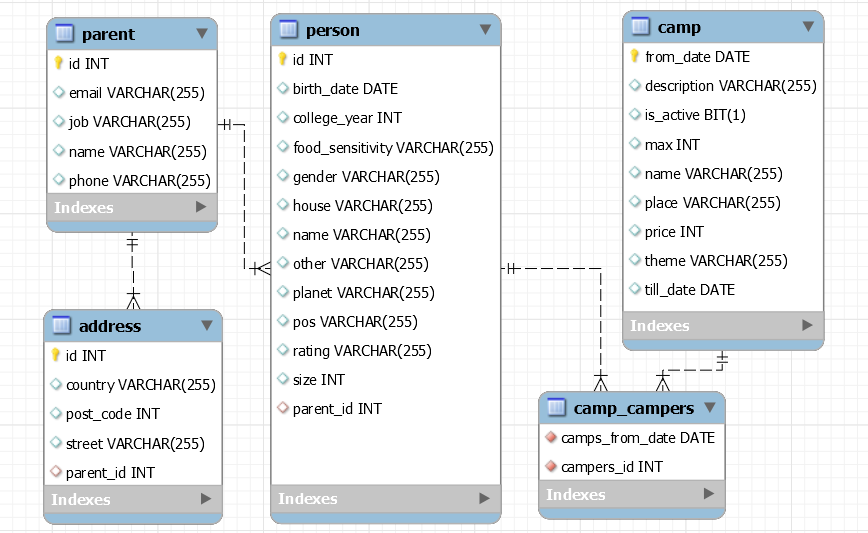 parent
id INT
email VARCHAR(255)
job VARCHAR(255)
name VARCHAR(255)
phone VARCHAR(255)
Indexes
address
id INT
country VARCHAR(255)
post_code INT
street VARCHAR(255)
parent_id INT
Indexes
person
id INT
birth_date DATE
college_year INT
food_sensitivity VARCHAR(255)
gender VARCHAR(255)
house VARCHAR(255)
name VARCHAR(255)
other VARCHAR(255)
planet VARCHAR(255)
pos VARCHAR(255)
rating VARCHAR(255)
size INT
parent_id INT
Indexes
camp
from_date DATE
description VARCHAR(255)
is_active BIT(1)
max INT
name VARCHAR(255)
place VARCHAR(255)
price INT
theme VARCHAR(255)
till_date DATE
Indexes
camp_campers
camps_from_date DATE
campers_id INT
Indexes